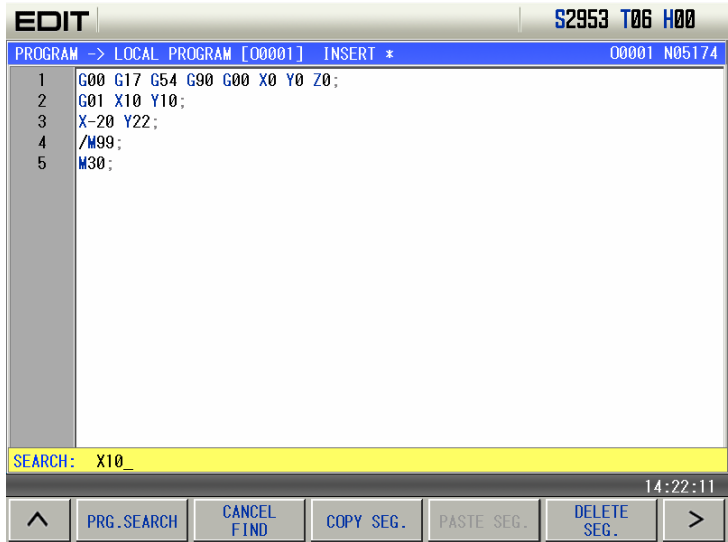 EDIT
S2953 T06 H00
PROGRAM -> LOCAL PROGRAM [O0001] INSERT * O0001 N05174
1 G00 G17 G54 G90 G00 X0 Y0 Z0;
2 G01 X10 Y10;
3 X-20 Y22;
4 /M99;
5 M30;
SEARCH: X10_
14:22:11
^ PRG.SEARCH CANCEL FIND COPY SEG. PASTE SEG. DELETE SEG. >